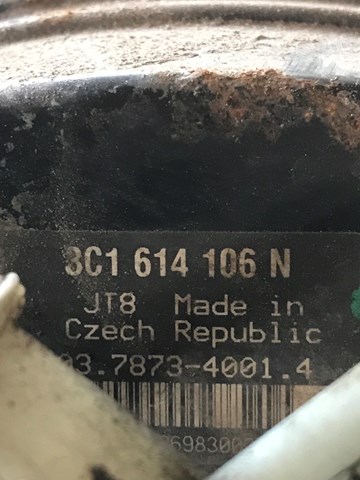 3C1 614 106 N
JT8 Made in
Czech Republic
03.7873-4001.4